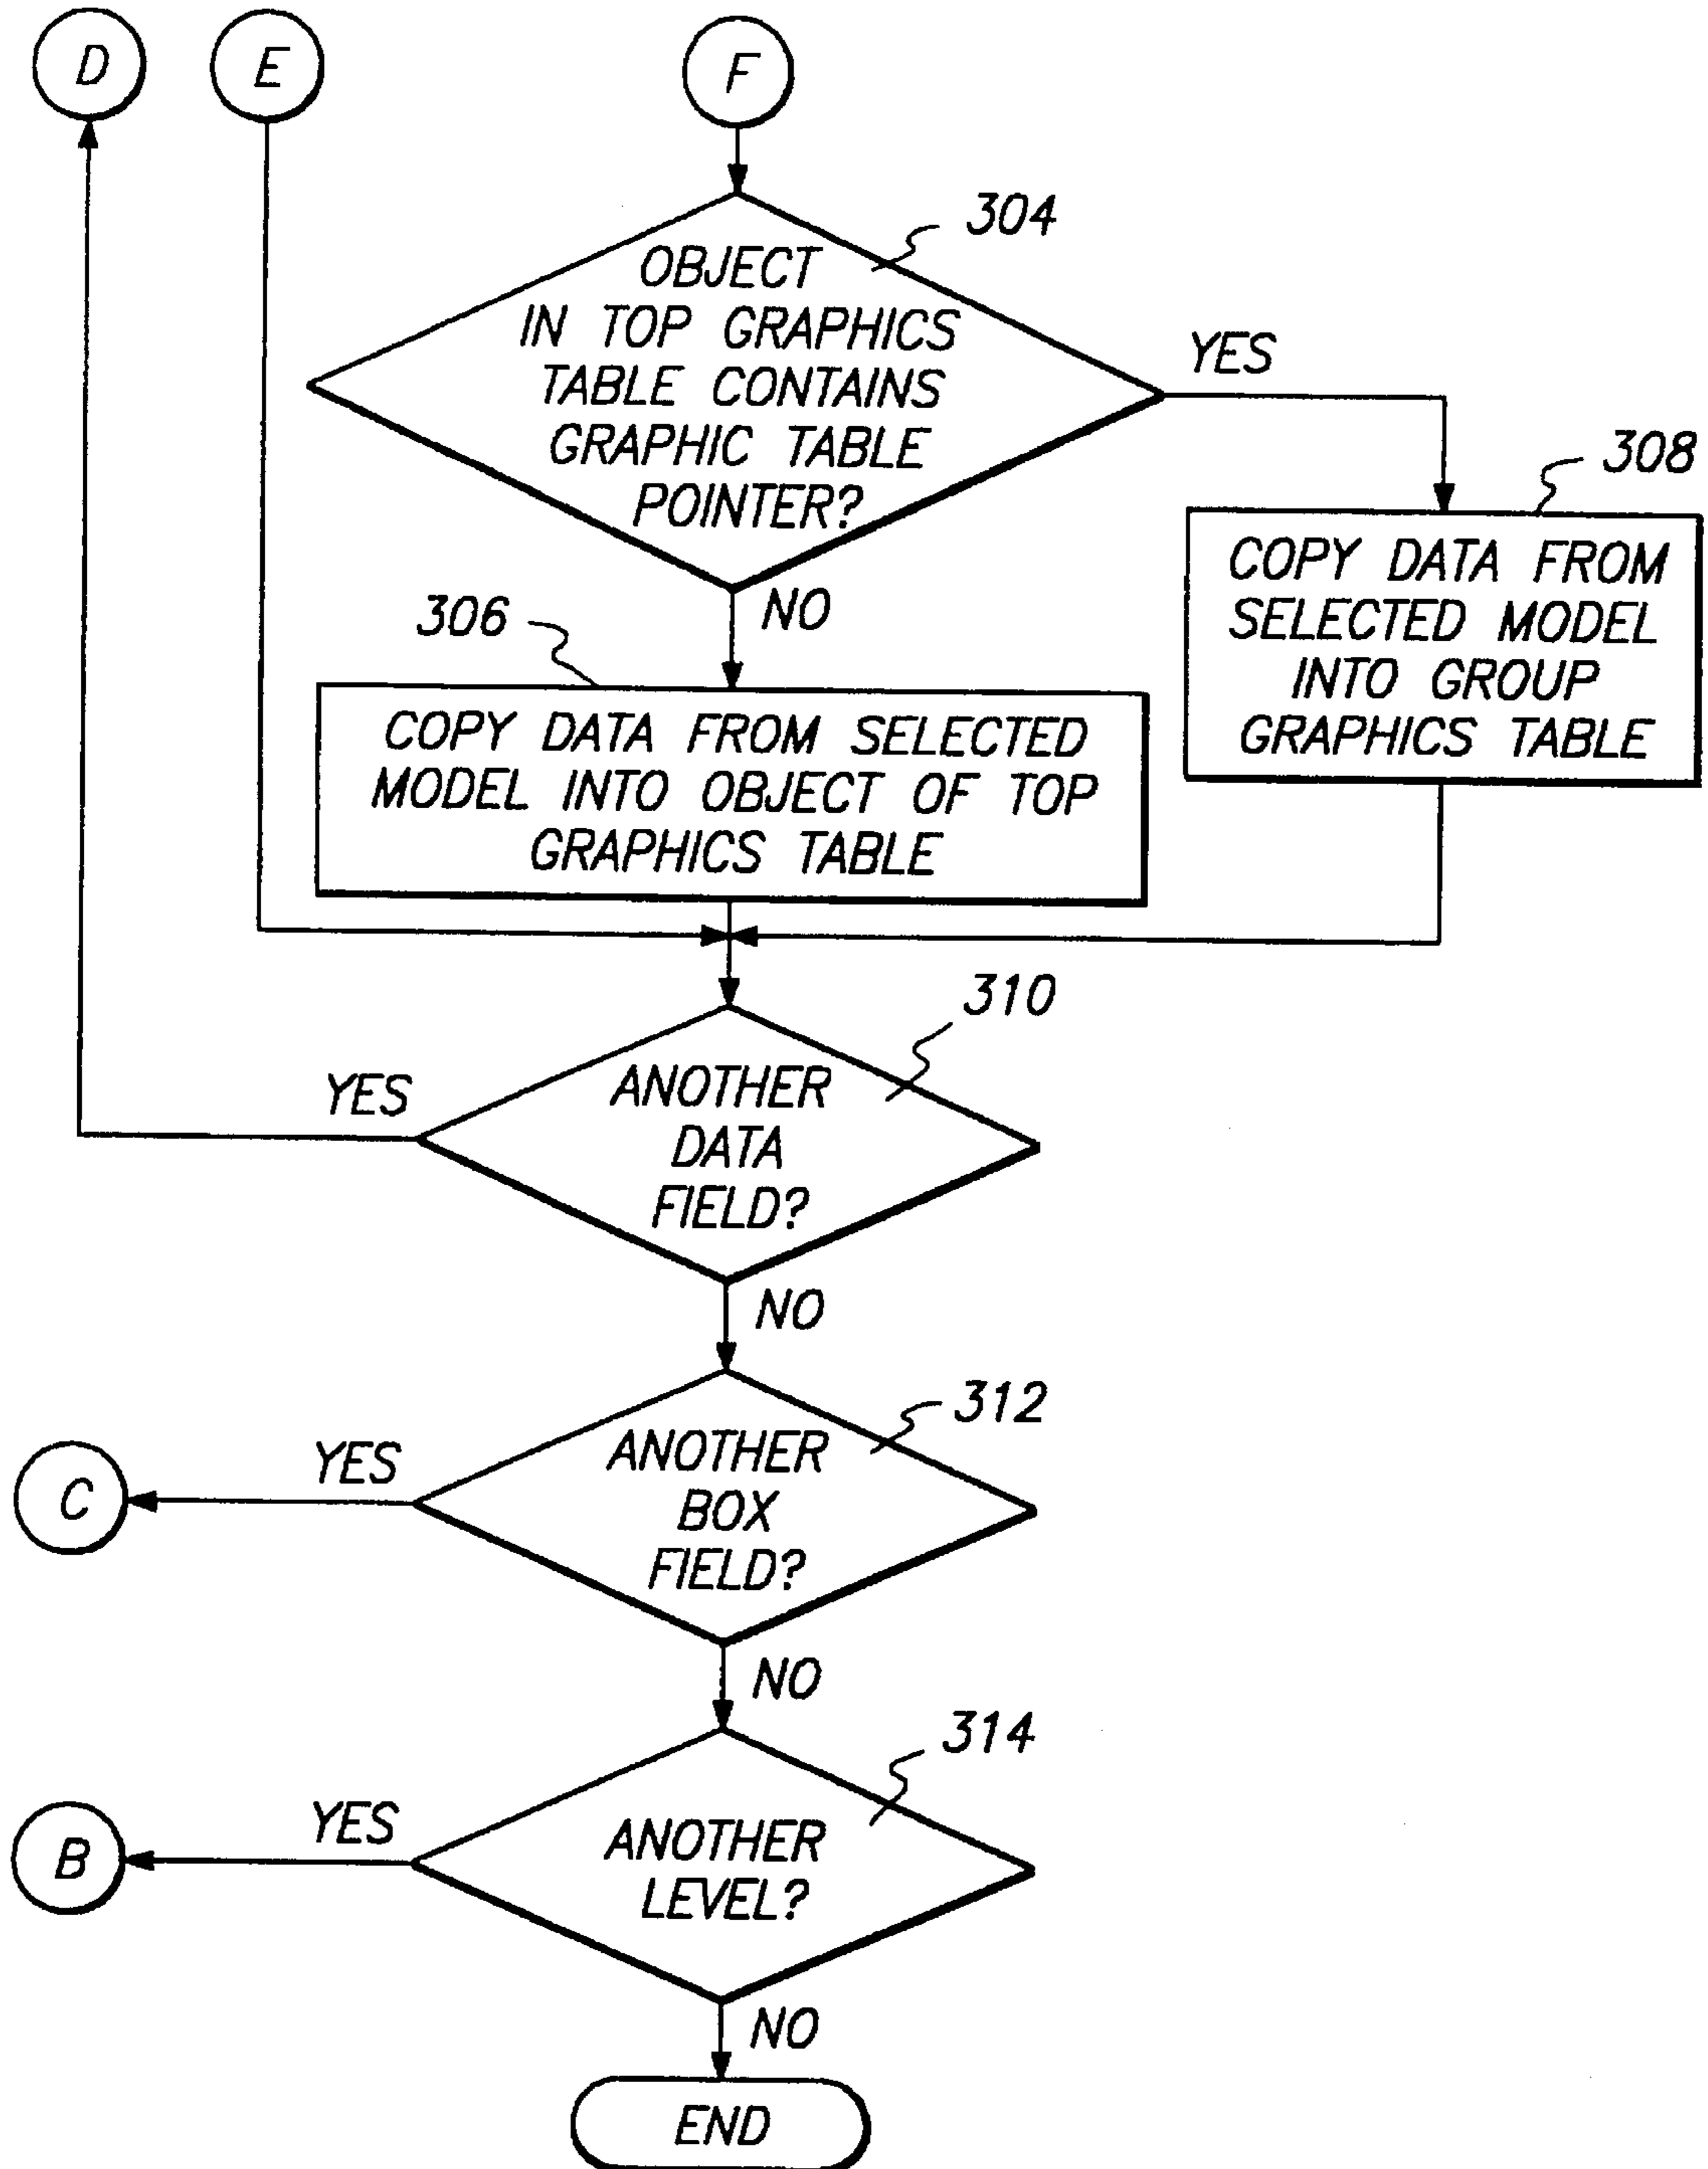 D
E
F
304
OBJECT
IN TOP GRAPHICS
TABLE CONTAINS
GRAPHIC TABLE
POINTER?
YES
308
COPY DATA FROM
SELECTED MODEL
INTO GROUP
GRAPHICS TABLE
NO
306
COPY DATA FROM SELECTED
MODEL INTO OBJECT OF TOP
GRAPHICS TABLE
310
ANOTHER
DATA
FIELD?
YES
NO
312
ANOTHER
BOX
FIELD?
YES
C
NO
314
ANOTHER
LEVEL?
YES
B
NO
END